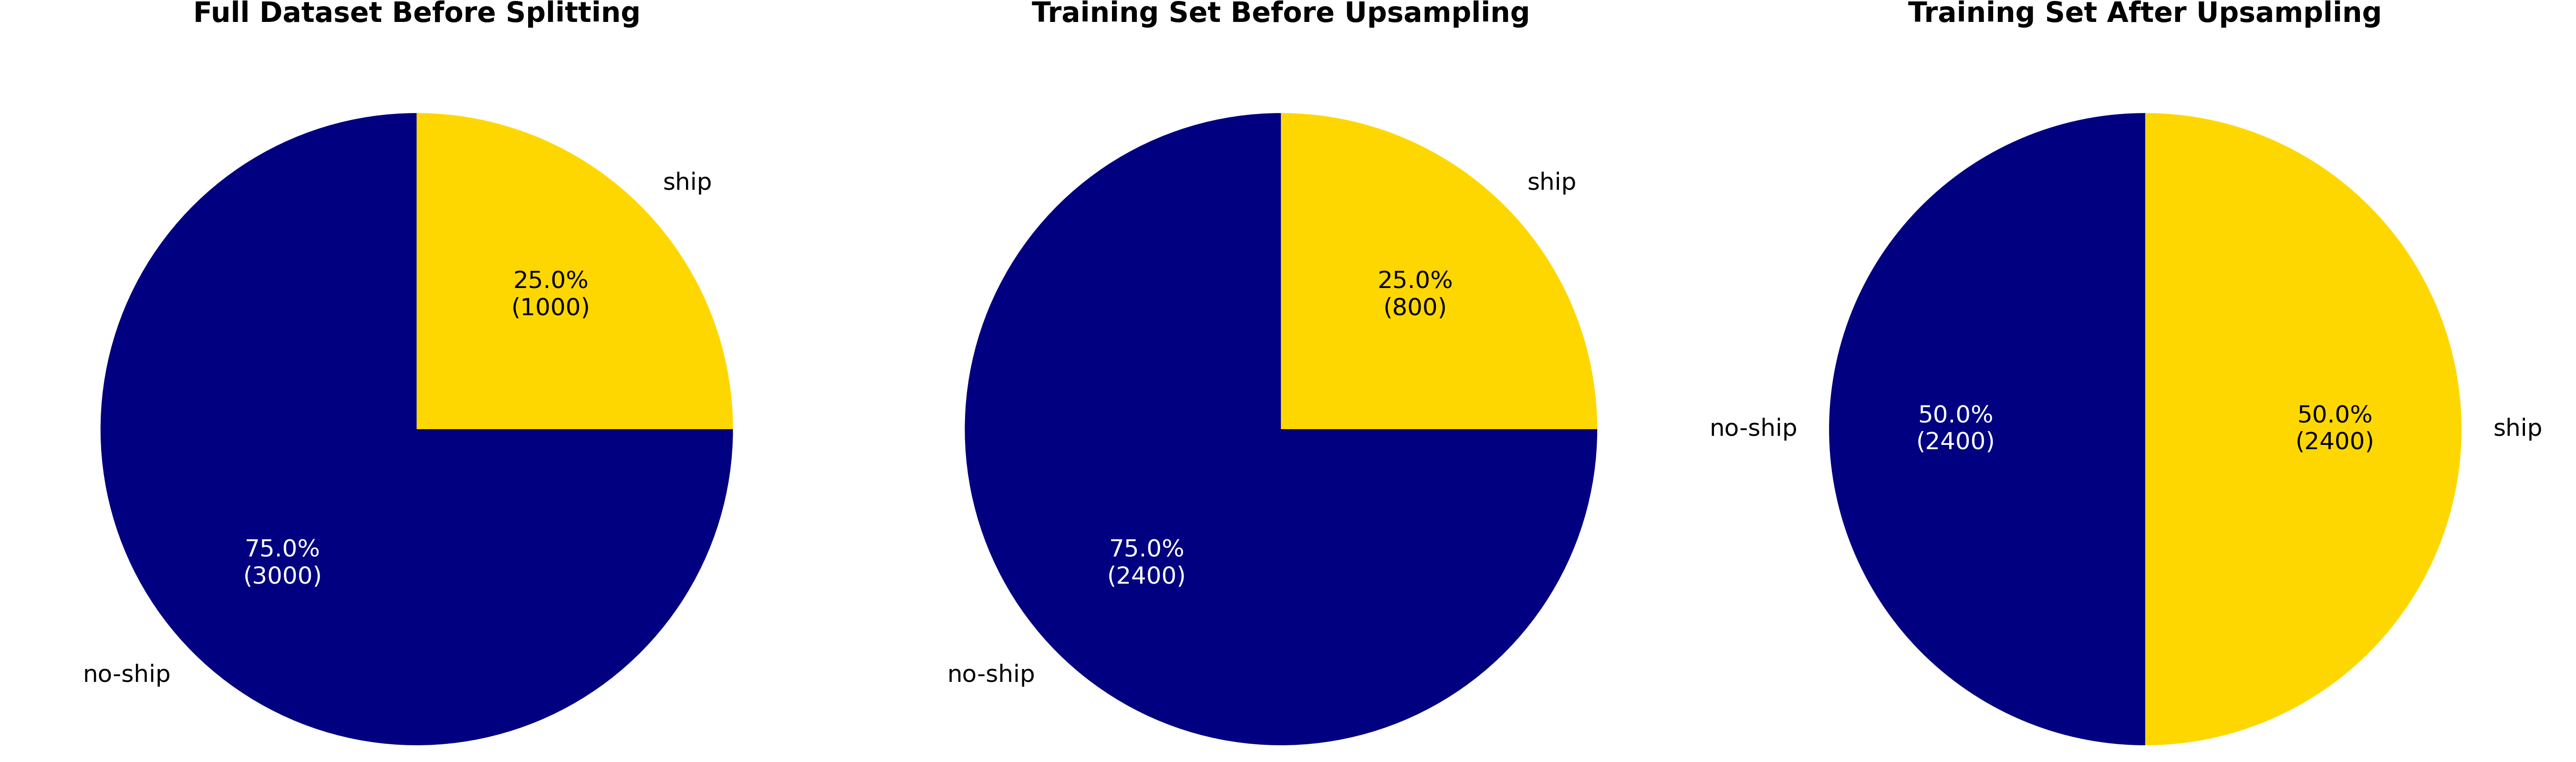 Full Dataset Before Splitting
ship
25.0%
(1000)
75.0%
(3000)
no-ship
Training Set Before Upsampling
ship
25.0%
(800)
75.0%
(2400)
no-ship
Training Set After Upsampling
no-ship
50.0%
(2400)
50.0%
(2400)
ship